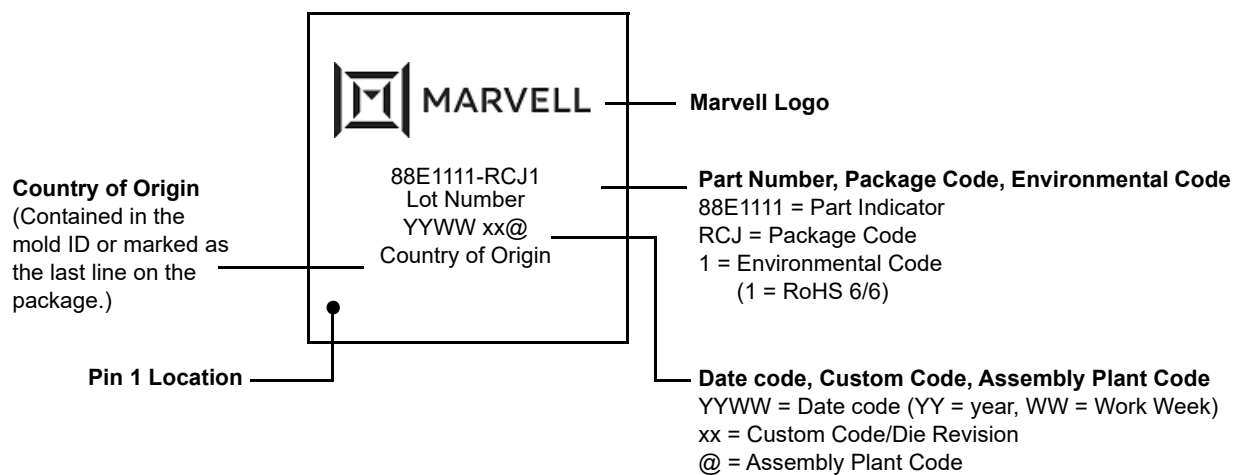 MARVELL
Marvell Logo
88E1111-RCJ1
Lot Number
YYWW xx@
Country of Origin
Country of Origin
(Contained in the
mold ID or marked as
the last line on the
package.)
Pin 1 Location
Part Number, Package Code, Environmental Code
88E1111 = Part Indicator
RCJ = Package Code
1 = Environmental Code
(1 = RoHS 6/6)
Date code, Custom Code, Assembly Plant Code
YYWW = Date code (YY = year, WW = Work Week)
xx = Custom Code/Die Revision
@ = Assembly Plant Code